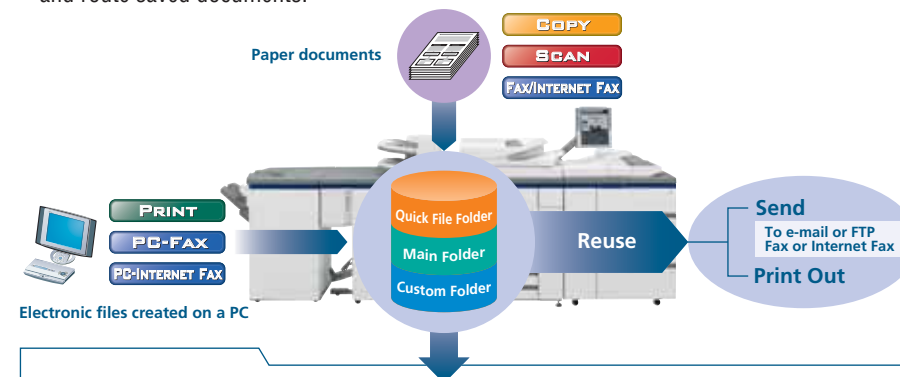 and route saved documents.
COPY
Paper documents
SCAN
FAX/INTERNET FAX
PRINT
PC-FAX
PC-INTERNET FAX
Electronic files created on a PC
Quick File Folder
Main Folder
Custom Folder
Reuse
Send
To e-mail or FTP
Fax or Internet Fax
Print Out